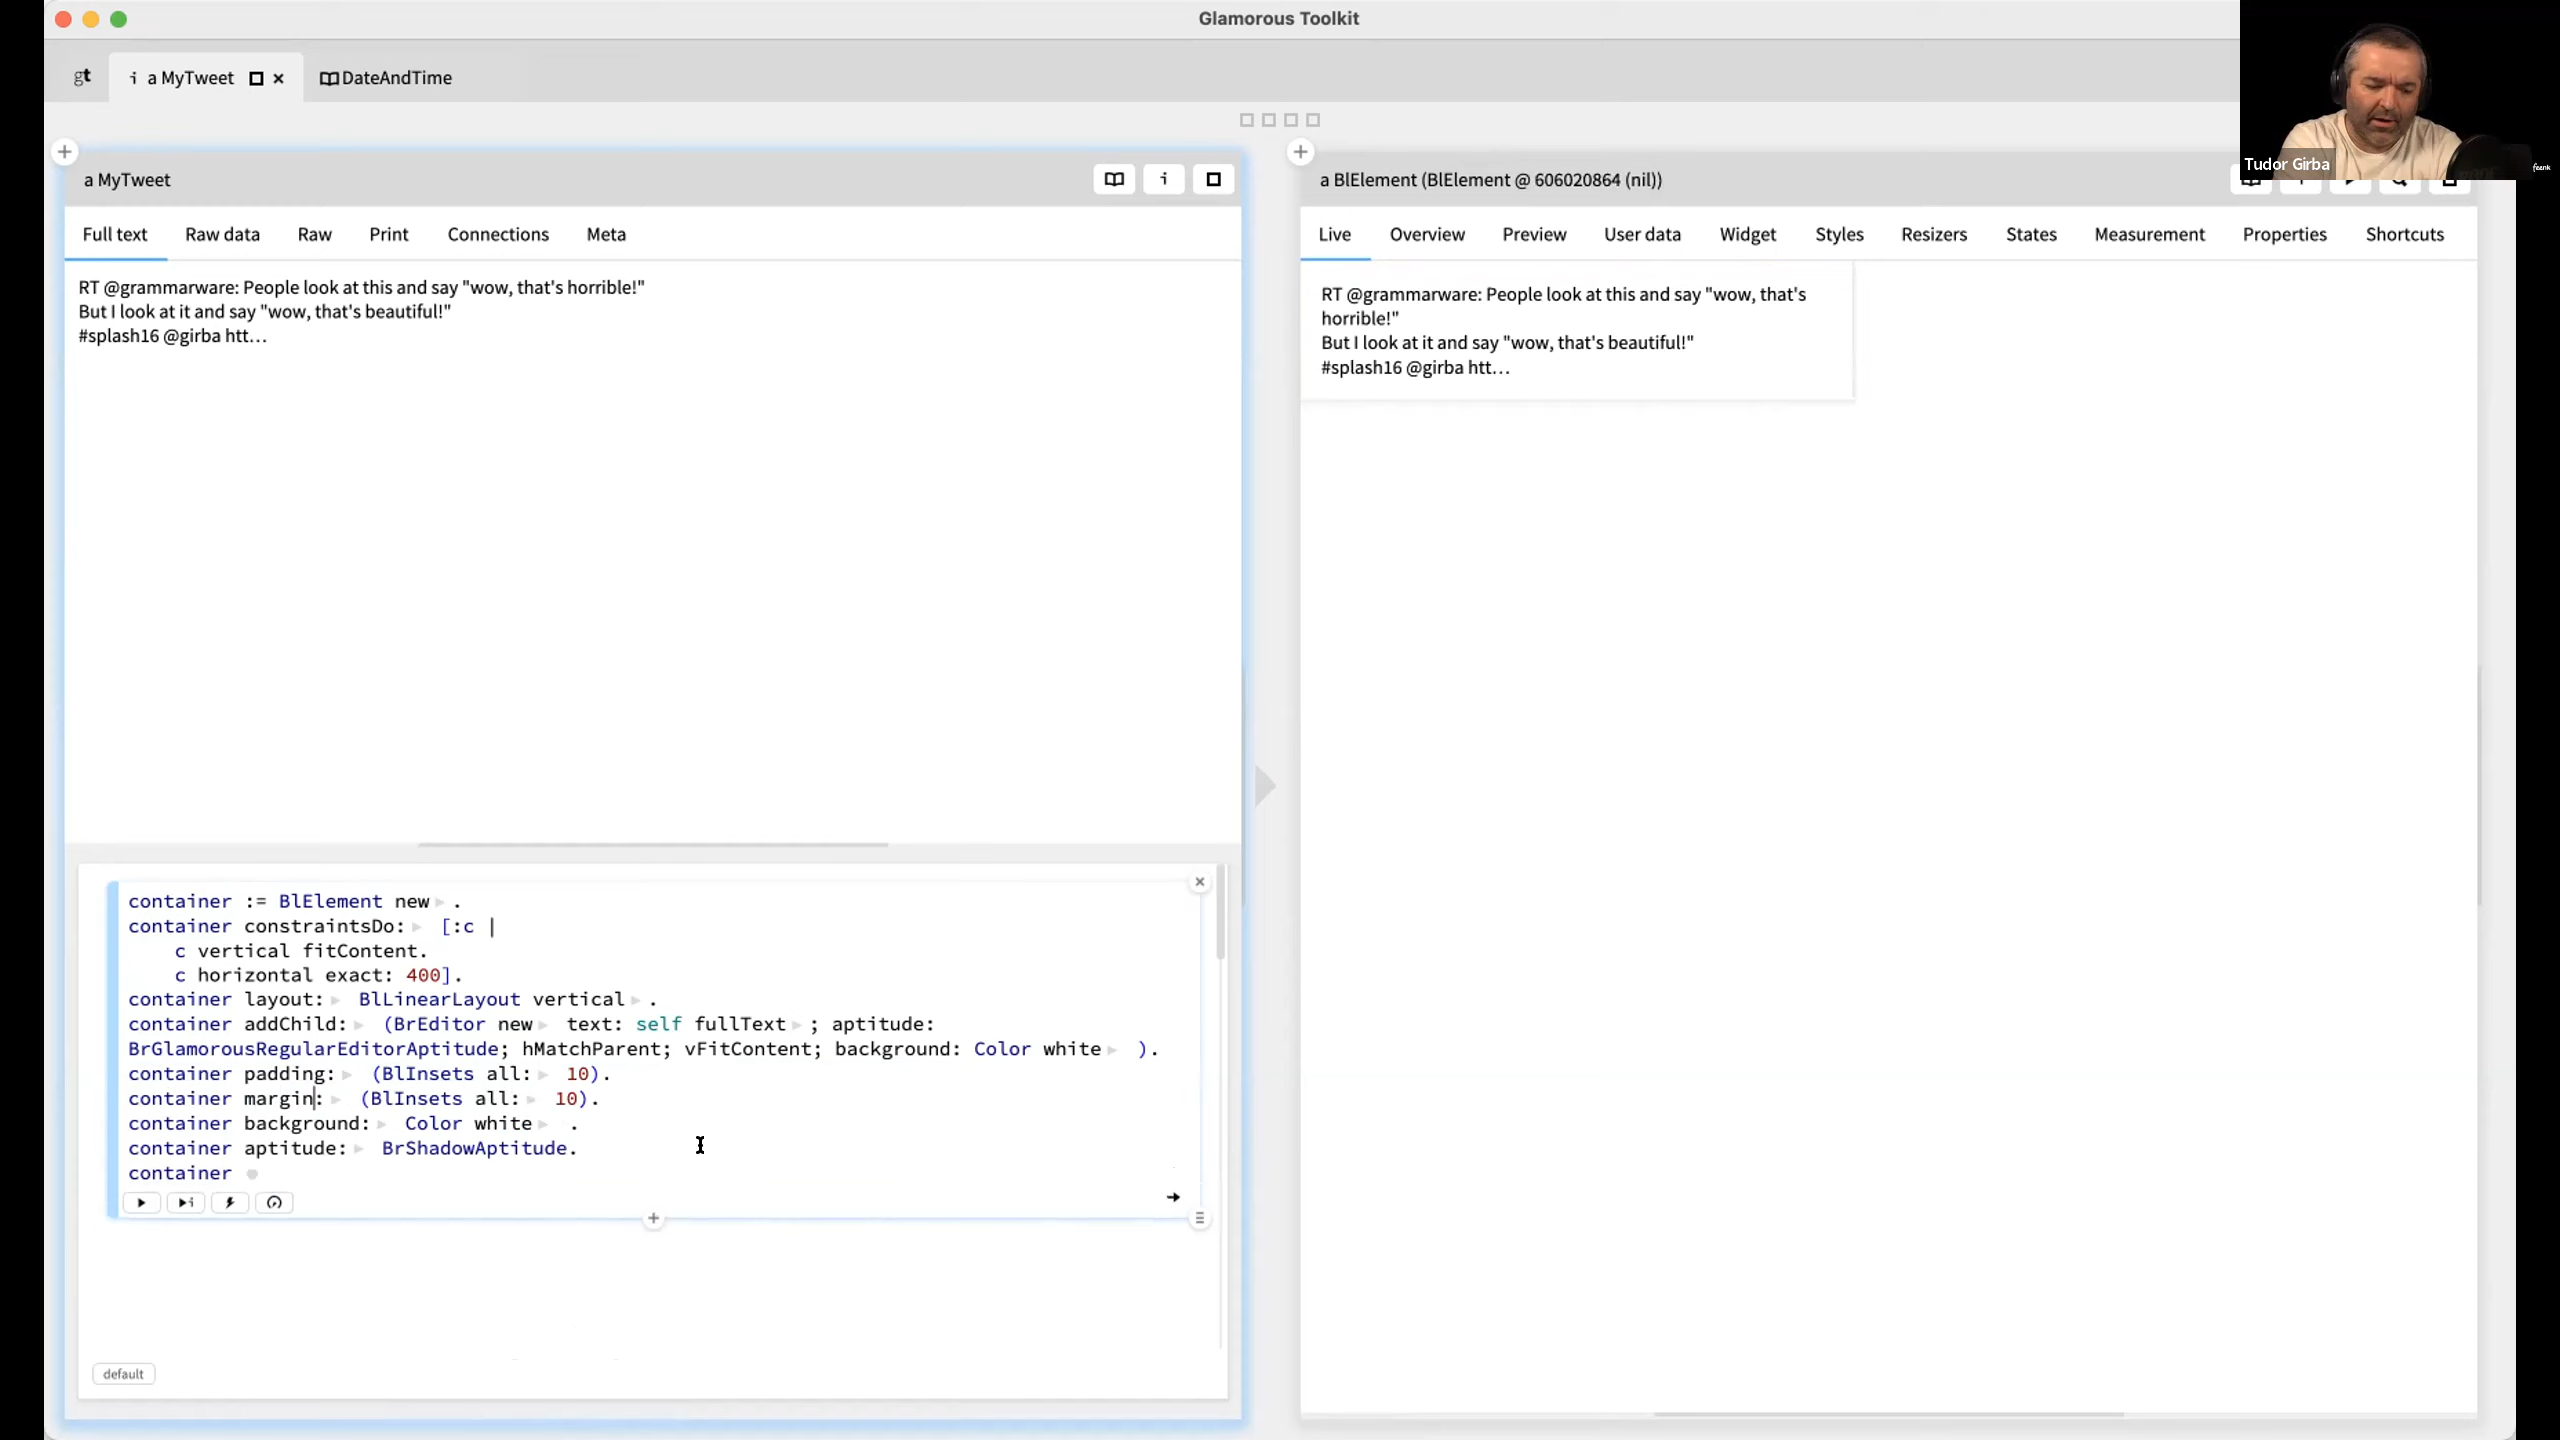 Glamorous Toolkit
gt
i a MyTweet
DateAndTime
Tudor Girba
feenk
a MyTweet
i
Full text Raw data Raw Print Connections Meta
RT @grammarware: People look at this and say "wow, that's horrible!"
But I look at it and say "wow, that's beautiful!"
#splash16 @girba htt…
container := BlElement new .
container constraintsDo: [:c |
c vertical fitContent.
c horizontal exact: 400].
container layout: BlLinearLayout vertical .
container addChild: (BrEditor new text: self fullText ; aptitude:
BrGlamorousRegularEditorAptitude; hMatchParent; vFitContent; background: Color white ).
container padding: (BlInsets all: 10).
container margin: (BlInsets all: 10).
container background: Color white .
container aptitude: BrShadowAptitude.
container
i
default
a BlElement (BlElement @ 606020864 (nil))
Live Overview Preview User data Widget Styles Resizers States Measurement Properties Shortcuts
RT @grammarware: People look at this and say "wow, that's
horrible!"
But I look at it and say "wow, that's beautiful!"
#splash16 @girba htt…